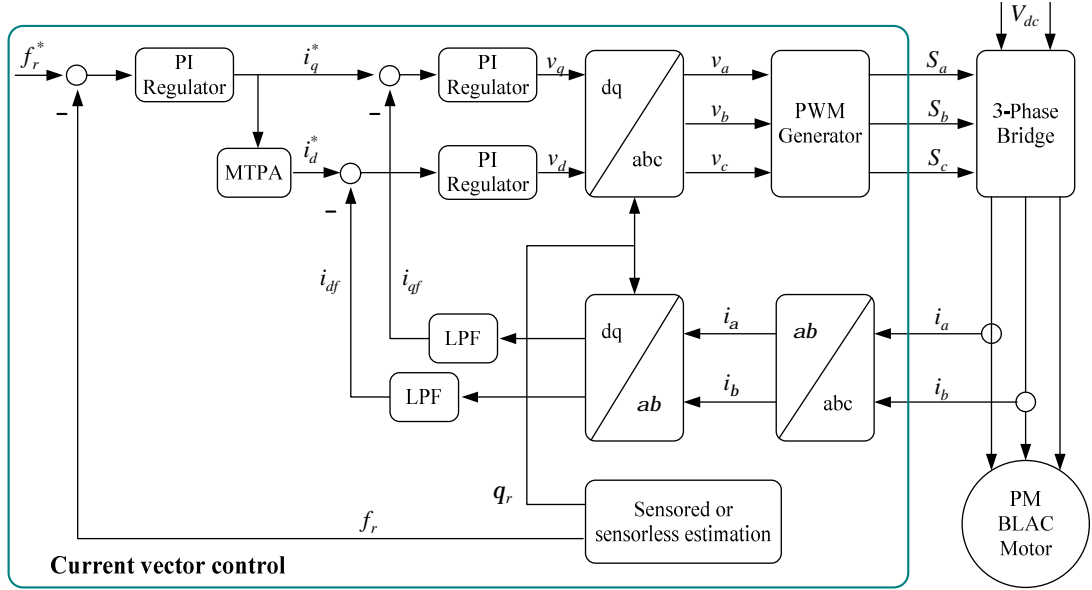 V_dc
f_r^*
PI
Regulator
i_q^*
PI
Regulator
v_q
dq
abc
v_a
v_b
v_c
PWM
Generator
S_a
S_b
S_c
3-Phase
Bridge
–
–
–
MTPA
i_d^*
PI
Regulator
v_d
i_df
i_qf
LPF
LPF
dq
ab
i_a
i_b
ab
abc
i_a
i_b
q_r
f_r
Sensored or
sensorless estimation
PM
BLAC
Motor
Current vector control